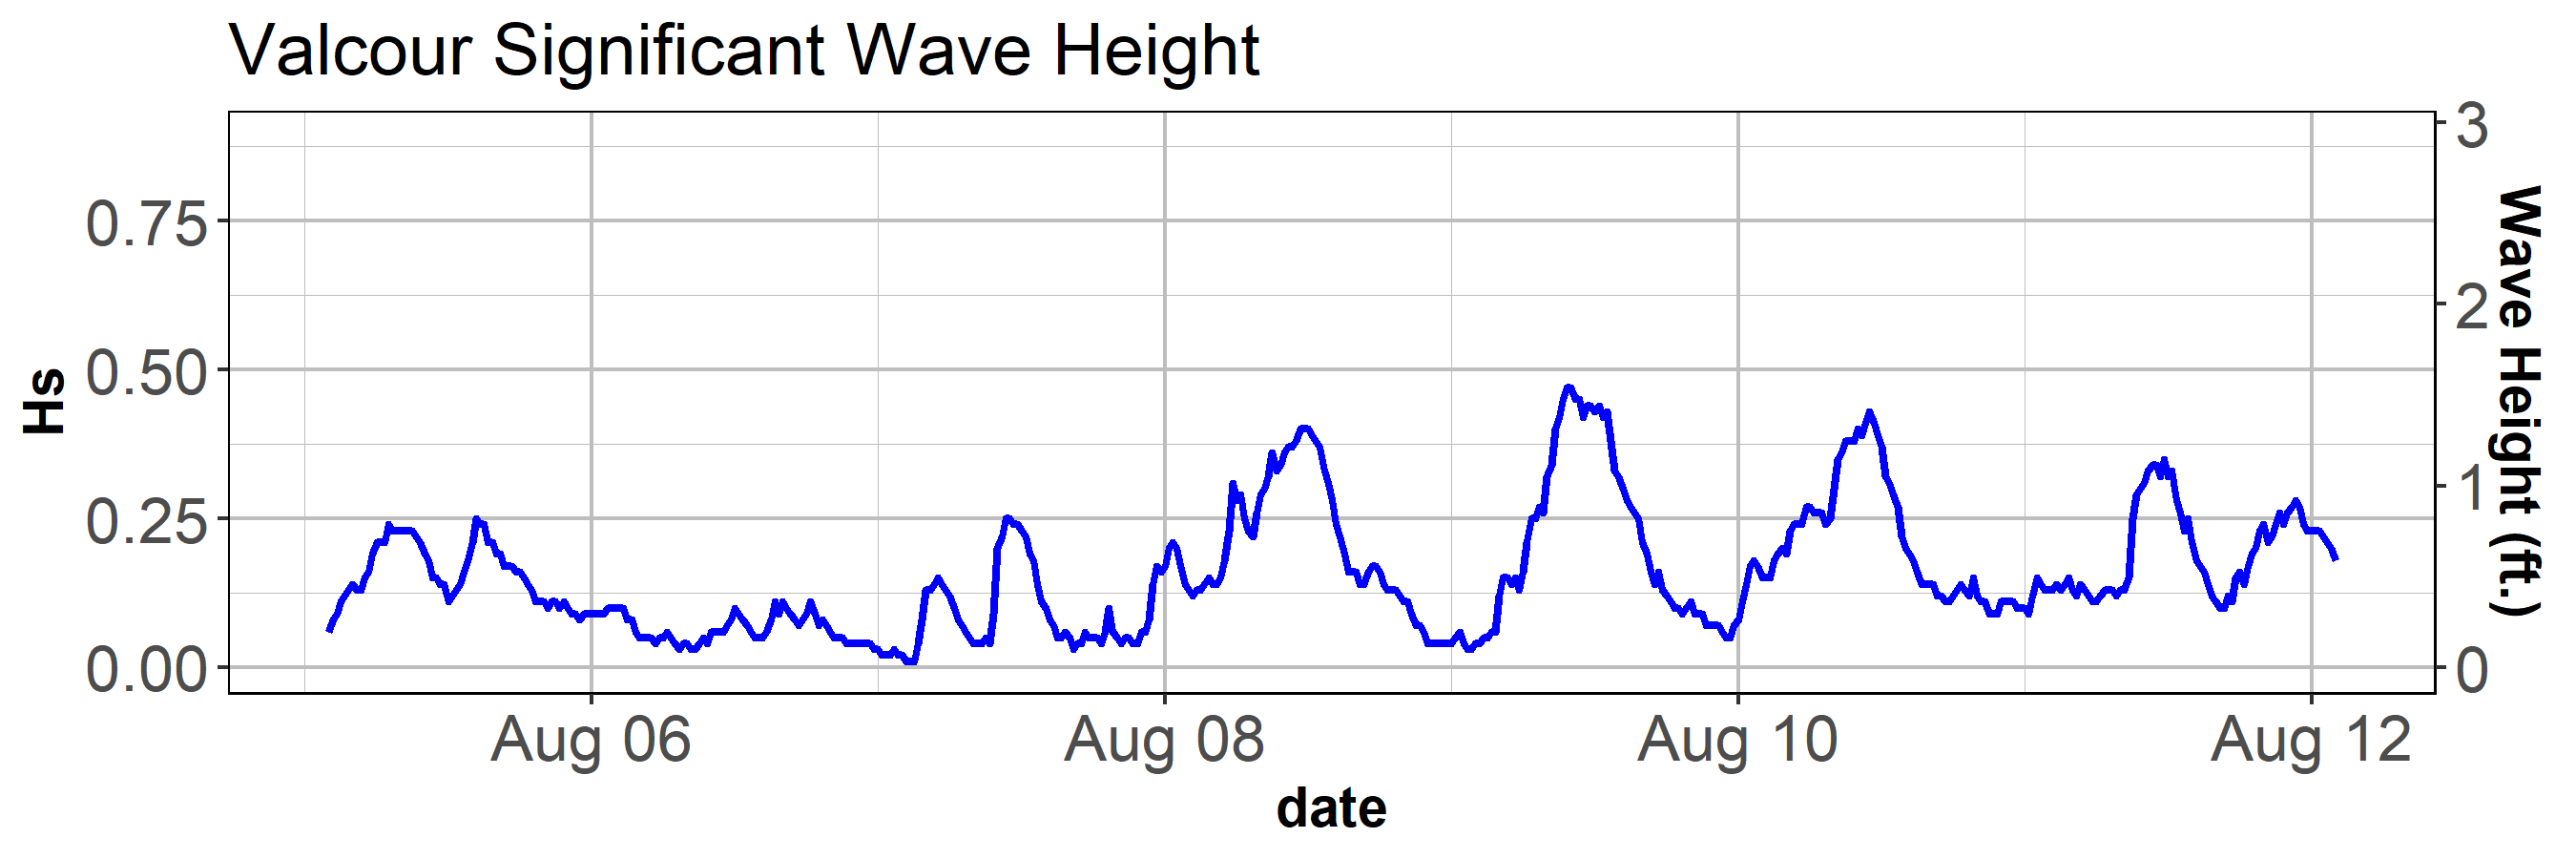 Valcour Significant Wave Height
Hs
0.75
0.50
0.25
0.00
3
2
1
0
Wave Height (ft.)
Aug 06
Aug 08
Aug 10
Aug 12
date